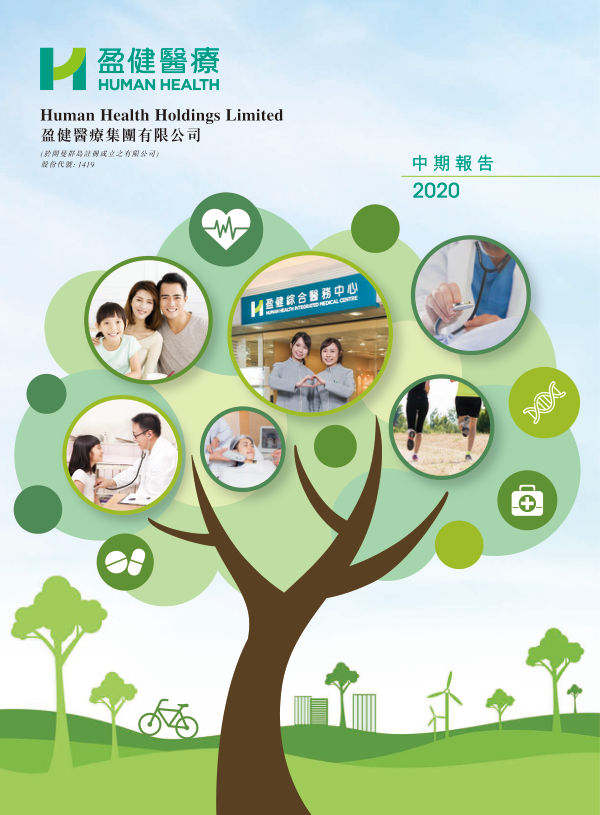 盈健醫療
HUMAN HEALTH
Human Health Holdings Limited
盈健醫療集團有限公司
(於開曼群島註冊成立之有限公司)
股份代號: 1419
中期報告
2020
盈健綜合醫務中心
HUMAN HEALTH INTEGRATED MEDICAL CENTRE